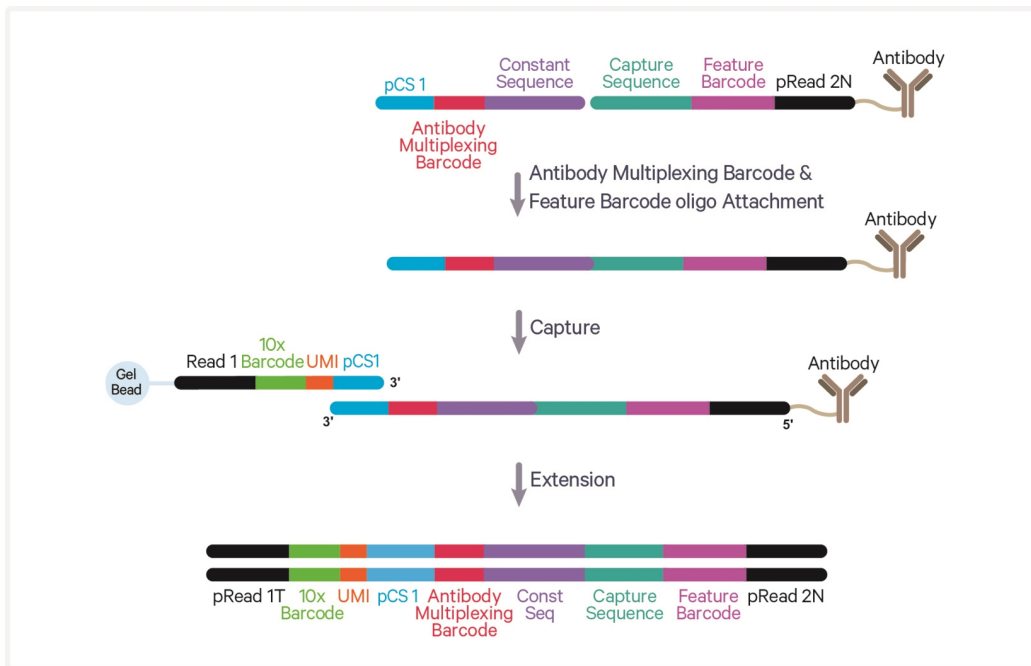 pCS 1
Constant
Sequence
Capture
Sequence
Feature
Barcode
pRead 2N
Antibody
Antibody
Multiplexing
Barcode
Antibody Multiplexing Barcode &
Feature Barcode oligo Attachment
Antibody
Capture
Gel
Bead
Read 1
10x
Barcode
UMI
pCS1
3'
Antibody
3'
5'
Extension
pRead 1T
10x
Barcode
UMI
pCS 1
Antibody
Multiplexing
Barcode
Const
Seq
Capture
Sequence
Feature
Barcode
pRead 2N